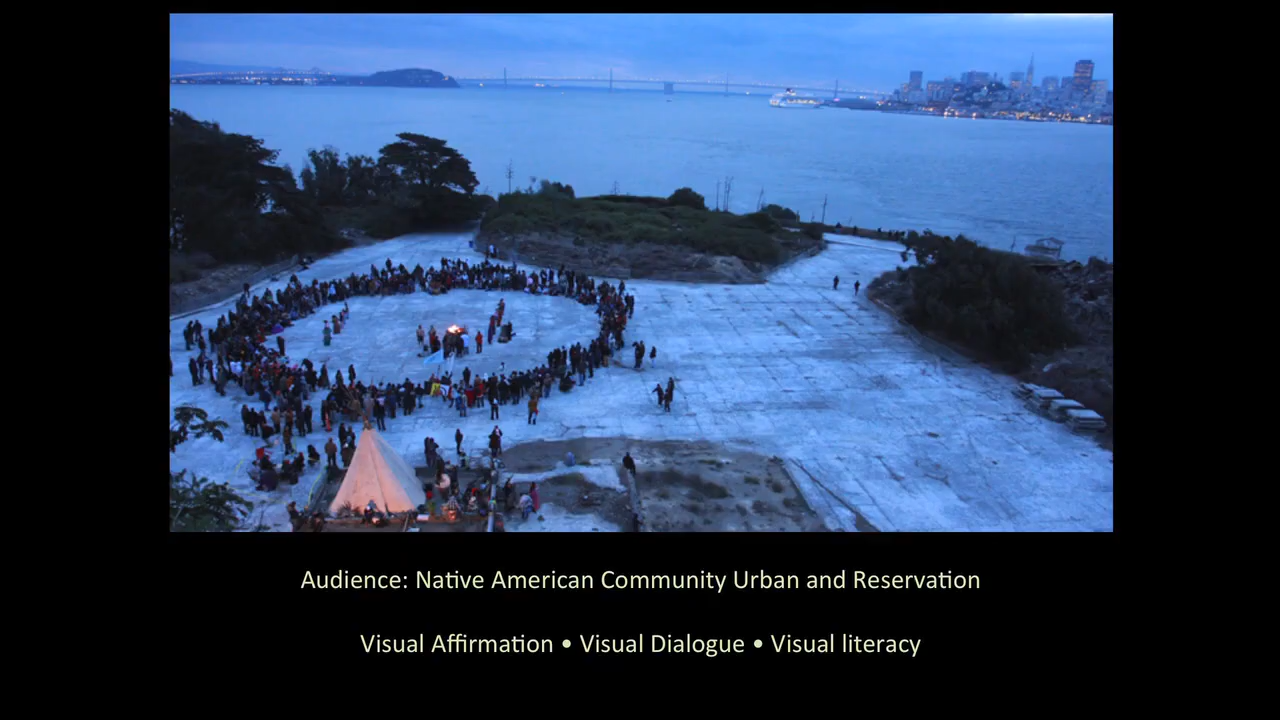 Audience: Native American Community Urban and Reservation
Visual Affirmation • Visual Dialogue • Visual literacy